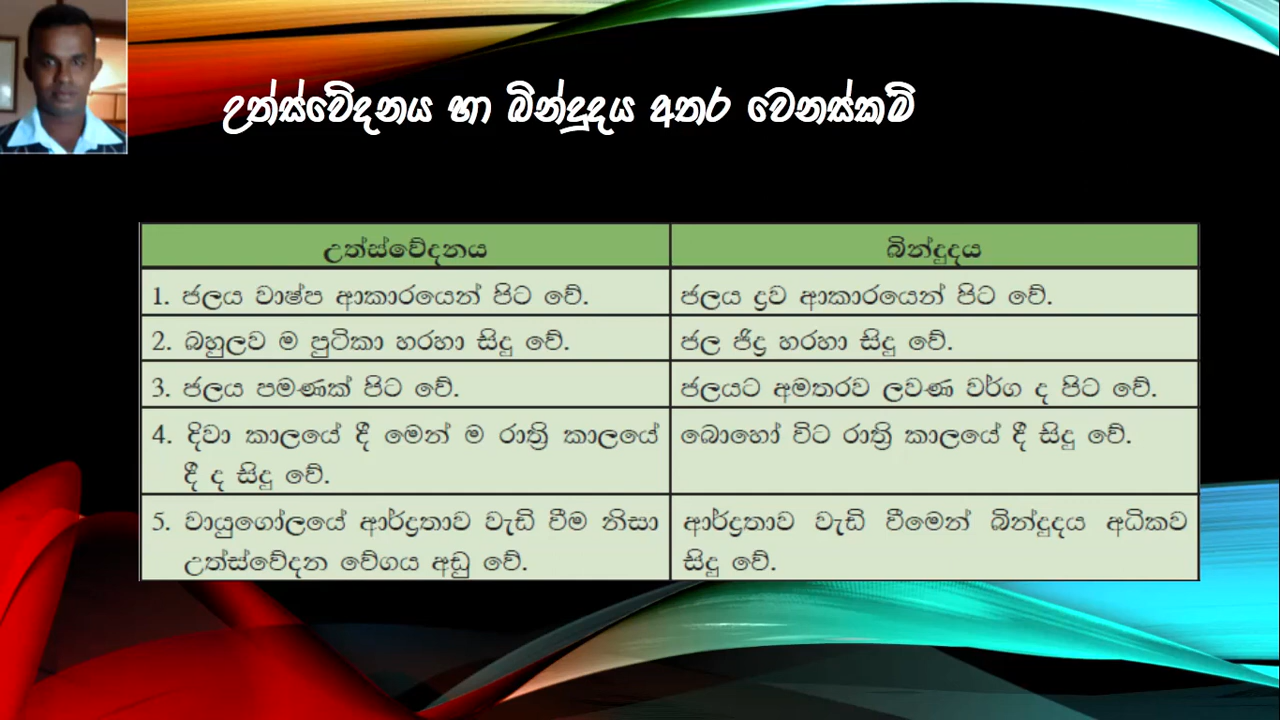 උත්ස්වේදනය හා බින්දුදය අතර වෙනස්කම්
උත්ස්වේදනය
බින්දුදය
1. ජලය වාෂ්ප ආකාරයෙන් පිට වේ.
ජලය ද්‍රව ආකාරයෙන් පිට වේ.
2. බහුලව ම පුටිකා හරහා සිදු වේ.
ජල ජිද්‍ර හරහා සිදු වේ.
3. ජලය පමණක් පිට වේ.
ජලයට අමතරව ලවණ වර්ග ද පිට වේ.
4. දිවා කාලයේ දී මෙන් ම රාත්‍රි කාලයේ
දී ද සිදු වේ.
බොහෝ විට රාත්‍රි කාලයේ දී සිදු වේ.
5. වායුගෝලයේ ආර්ද්‍රතාව වැඩි වීම නිසා
උත්ස්වේදන වේගය අඩු වේ.
ආර්ද්‍රතාව වැඩි වීමෙන් බින්දුදය අධිකව
සිදු වේ.